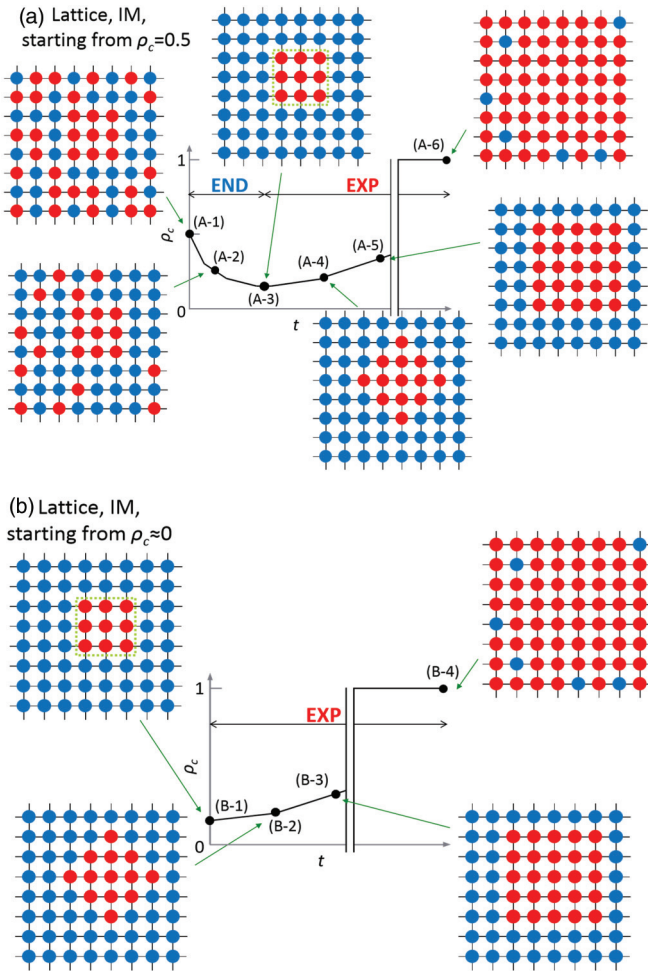 (a)
Lattice, IM,
starting from ρc=0.5
(A-6)
1
END
EXP
(A-1)
ρc
(A-2)
(A-5)
(A-4)
(A-3)
0
t
(b)
Lattice, IM,
starting from ρc≈0
(B-4)
1
EXP
ρc
(B-3)
(B-1)
(B-2)
0
t